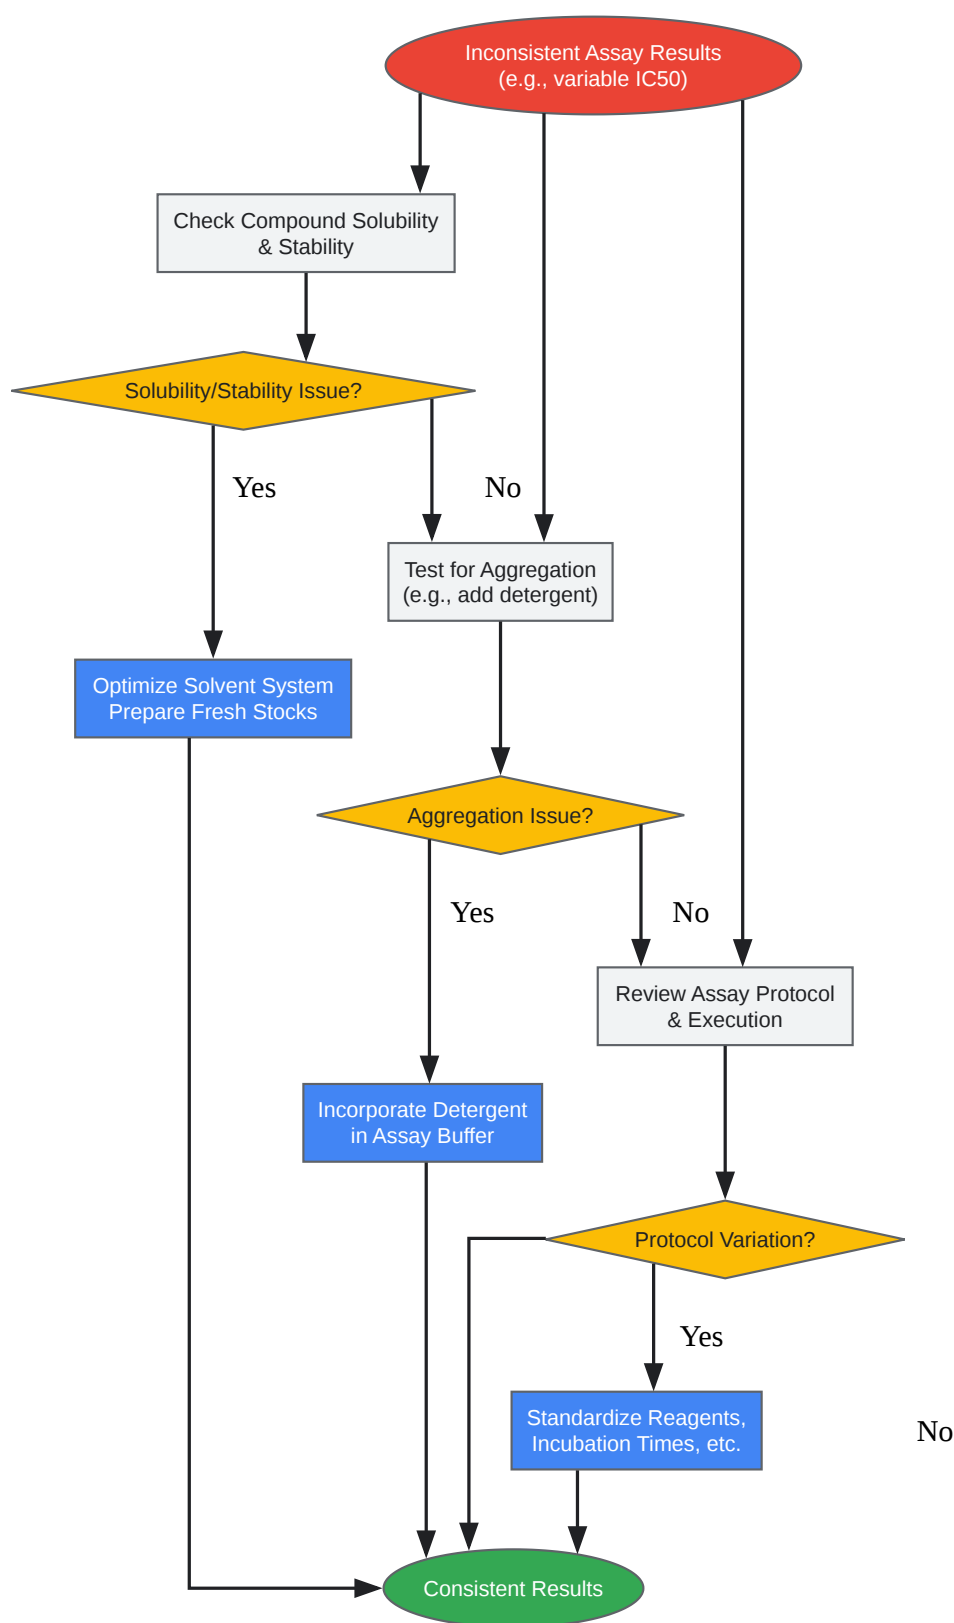 Inconsistent Assay Results
(e.g., variable IC50)
Check Compound Solubility
& Stability
Solubility/Stability Issue?
Yes
No
Test for Aggregation
(e.g., add detergent)
Optimize Solvent System
Prepare Fresh Stocks
Aggregation Issue?
Yes
No
Review Assay Protocol
& Execution
Incorporate Detergent
in Assay Buffer
Protocol Variation?
Yes
Standardize Reagents,
Incubation Times, etc.
No
Consistent Results